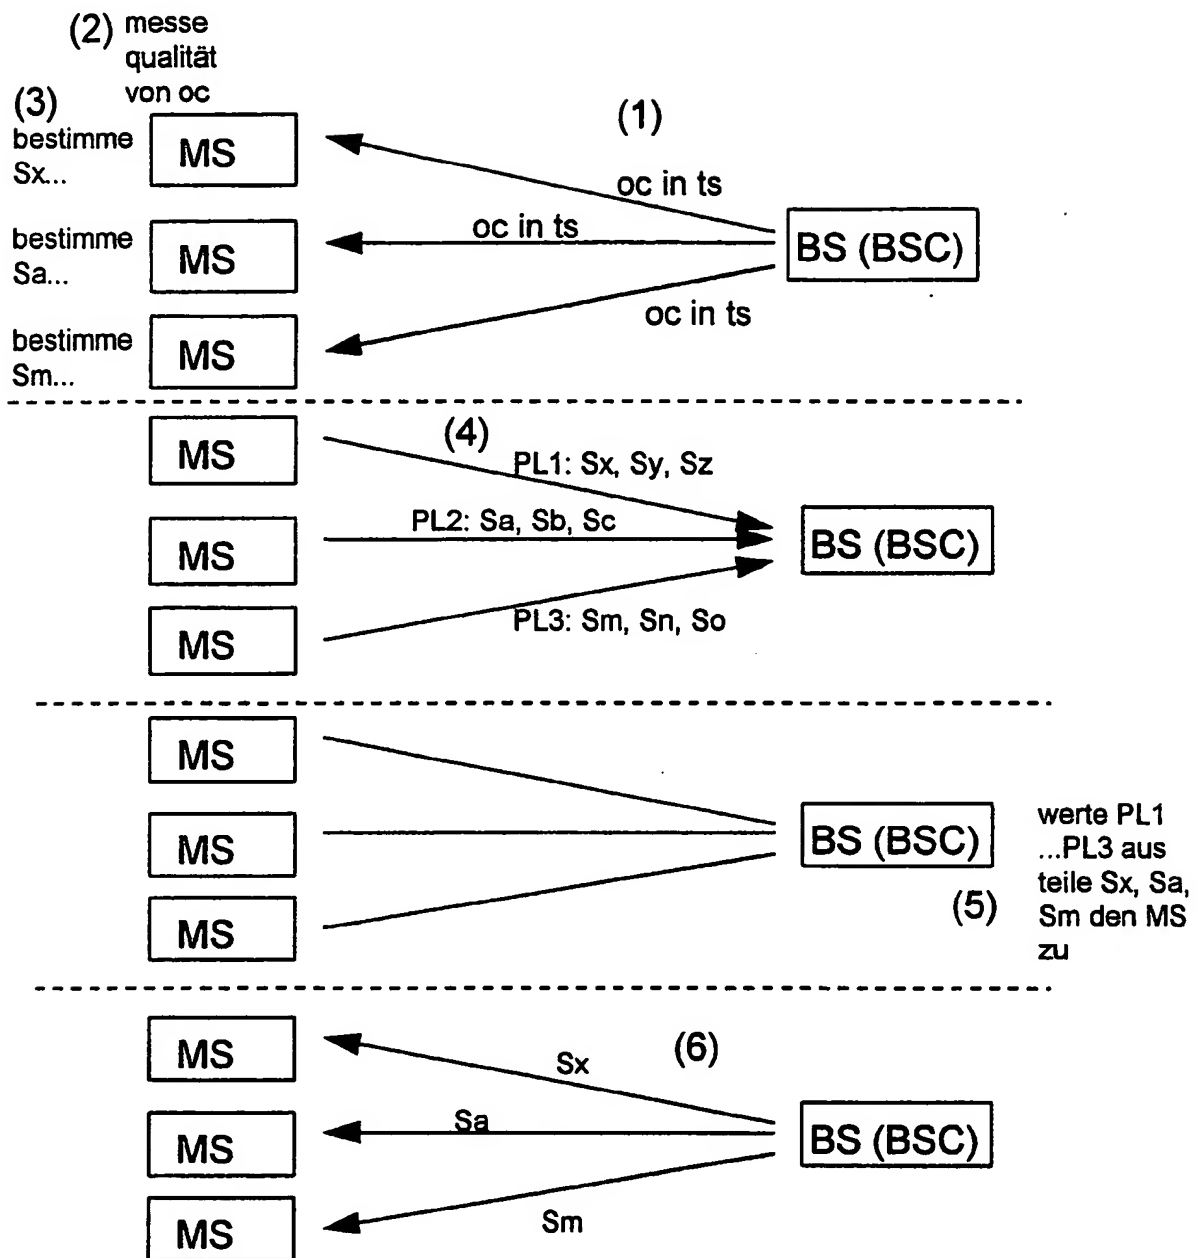 (2) messe
qualität
von oc
(3)
bestimme
Sx...
MS
(1)
oc in ts
bestimme
Sa...
MS
oc in ts
BS (BSC)
bestimme
Sm...
MS
oc in ts
MS
(4)
PL1: Sx, Sy, Sz
MS
PL2: Sa, Sb, Sc
BS (BSC)
MS
PL3: Sm, Sn, So
MS
MS
BS (BSC)
MS
(5)
werte PL1
...PL3 aus
teile Sx, Sa,
Sm den MS
zu
MS
Sx
(6)
MS
Sa
BS (BSC)
MS
Sm